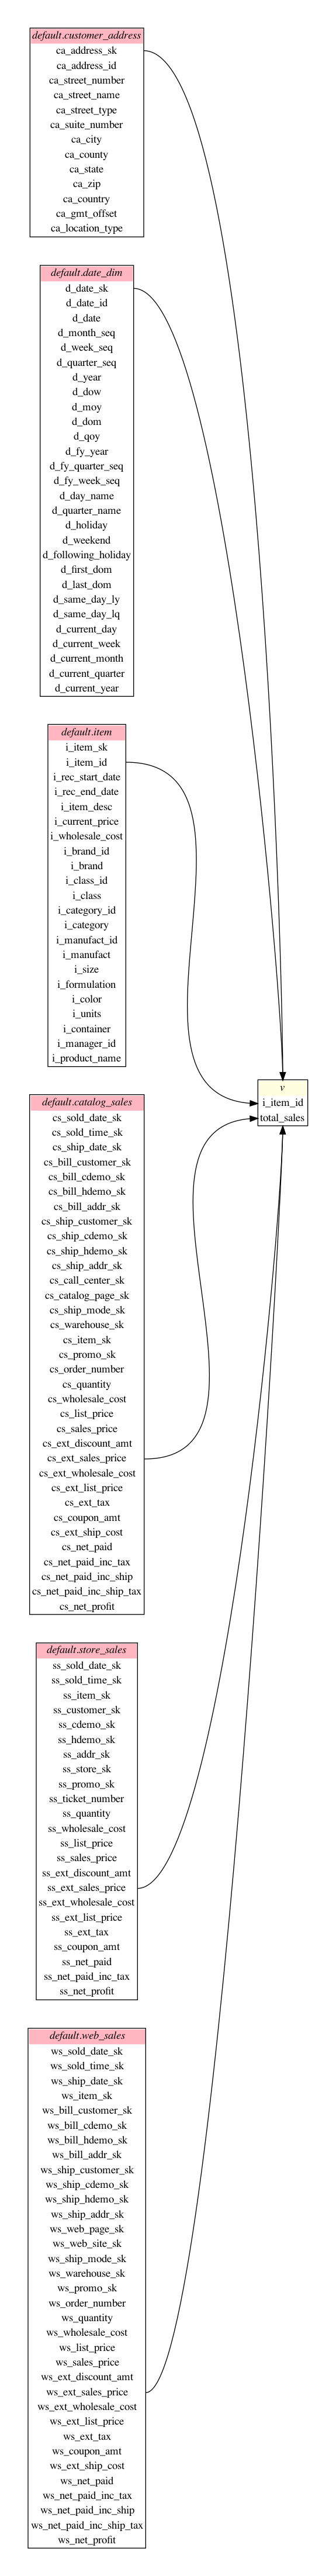 default.customer_address
ca_address_sk
ca_address_id
ca_street_number
ca_street_name
ca_street_type
ca_suite_number
ca_city
ca_county
ca_state
ca_zip
ca_country
ca_gmt_offset
ca_location_type
default.date_dim
d_date_sk
d_date_id
d_date
d_month_seq
d_week_seq
d_quarter_seq
d_year
d_dow
d_moy
d_dom
d_qoy
d_fy_year
d_fy_quarter_seq
d_fy_week_seq
d_day_name
d_quarter_name
d_holiday
d_weekend
d_following_holiday
d_first_dom
d_last_dom
d_same_day_ly
d_same_day_lq
d_current_day
d_current_week
d_current_month
d_current_quarter
d_current_year
default.item
i_item_sk
i_item_id
i_rec_start_date
i_rec_end_date
i_item_desc
i_current_price
i_wholesale_cost
i_brand_id
i_brand
i_class_id
i_class
i_category_id
i_category
i_manufact_id
i_manufact
i_size
i_formulation
i_color
i_units
i_container
i_manager_id
i_product_name
v
i_item_id
total_sales
default.catalog_sales
cs_sold_date_sk
cs_sold_time_sk
cs_ship_date_sk
cs_bill_customer_sk
cs_bill_cdemo_sk
cs_bill_hdemo_sk
cs_bill_addr_sk
cs_ship_customer_sk
cs_ship_cdemo_sk
cs_ship_hdemo_sk
cs_ship_addr_sk
cs_call_center_sk
cs_catalog_page_sk
cs_ship_mode_sk
cs_warehouse_sk
cs_item_sk
cs_promo_sk
cs_order_number
cs_quantity
cs_wholesale_cost
cs_list_price
cs_sales_price
cs_ext_discount_amt
cs_ext_sales_price
cs_ext_wholesale_cost
cs_ext_list_price
cs_ext_tax
cs_coupon_amt
cs_ext_ship_cost
cs_net_paid
cs_net_paid_inc_tax
cs_net_paid_inc_ship
cs_net_paid_inc_ship_tax
cs_net_profit
default.store_sales
ss_sold_date_sk
ss_sold_time_sk
ss_item_sk
ss_customer_sk
ss_cdemo_sk
ss_hdemo_sk
ss_addr_sk
ss_store_sk
ss_promo_sk
ss_ticket_number
ss_quantity
ss_wholesale_cost
ss_list_price
ss_sales_price
ss_ext_discount_amt
ss_ext_sales_price
ss_ext_wholesale_cost
ss_ext_list_price
ss_ext_tax
ss_coupon_amt
ss_net_paid
ss_net_paid_inc_tax
ss_net_profit
default.web_sales
ws_sold_date_sk
ws_sold_time_sk
ws_ship_date_sk
ws_item_sk
ws_bill_customer_sk
ws_bill_cdemo_sk
ws_bill_hdemo_sk
ws_bill_addr_sk
ws_ship_customer_sk
ws_ship_cdemo_sk
ws_ship_hdemo_sk
ws_ship_addr_sk
ws_web_page_sk
ws_web_site_sk
ws_ship_mode_sk
ws_warehouse_sk
ws_promo_sk
ws_order_number
ws_quantity
ws_wholesale_cost
ws_list_price
ws_sales_price
ws_ext_discount_amt
ws_ext_sales_price
ws_ext_wholesale_cost
ws_ext_list_price
ws_ext_tax
ws_coupon_amt
ws_ext_ship_cost
ws_net_paid
ws_net_paid_inc_tax
ws_net_paid_inc_ship
ws_net_paid_inc_ship_tax
ws_net_profit